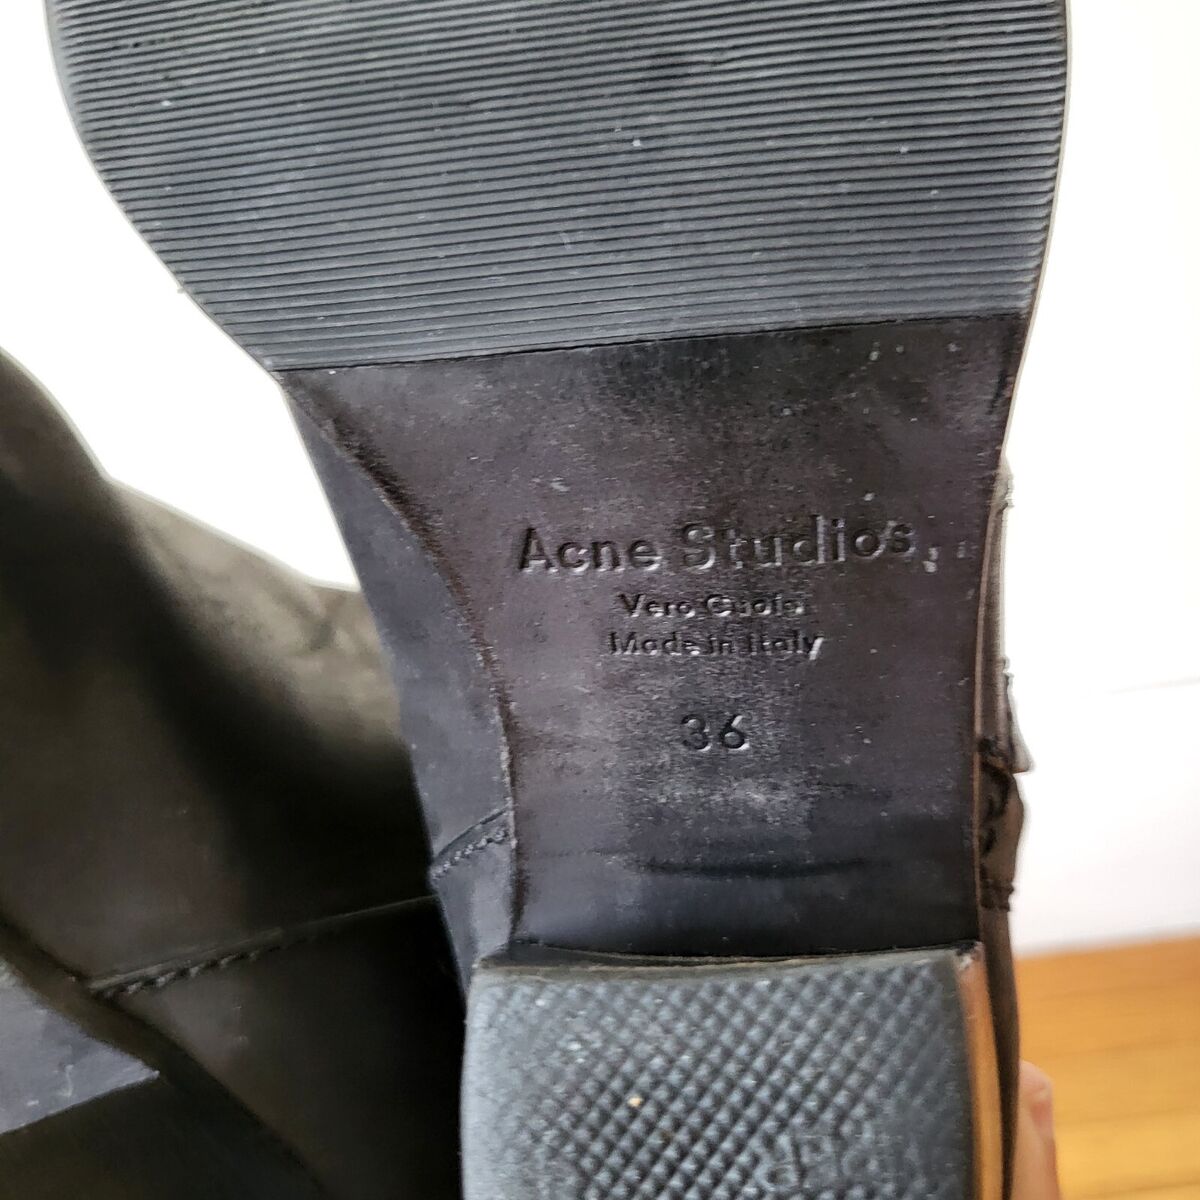 Acne Studios
Vero Cuoio
Made in Italy
36